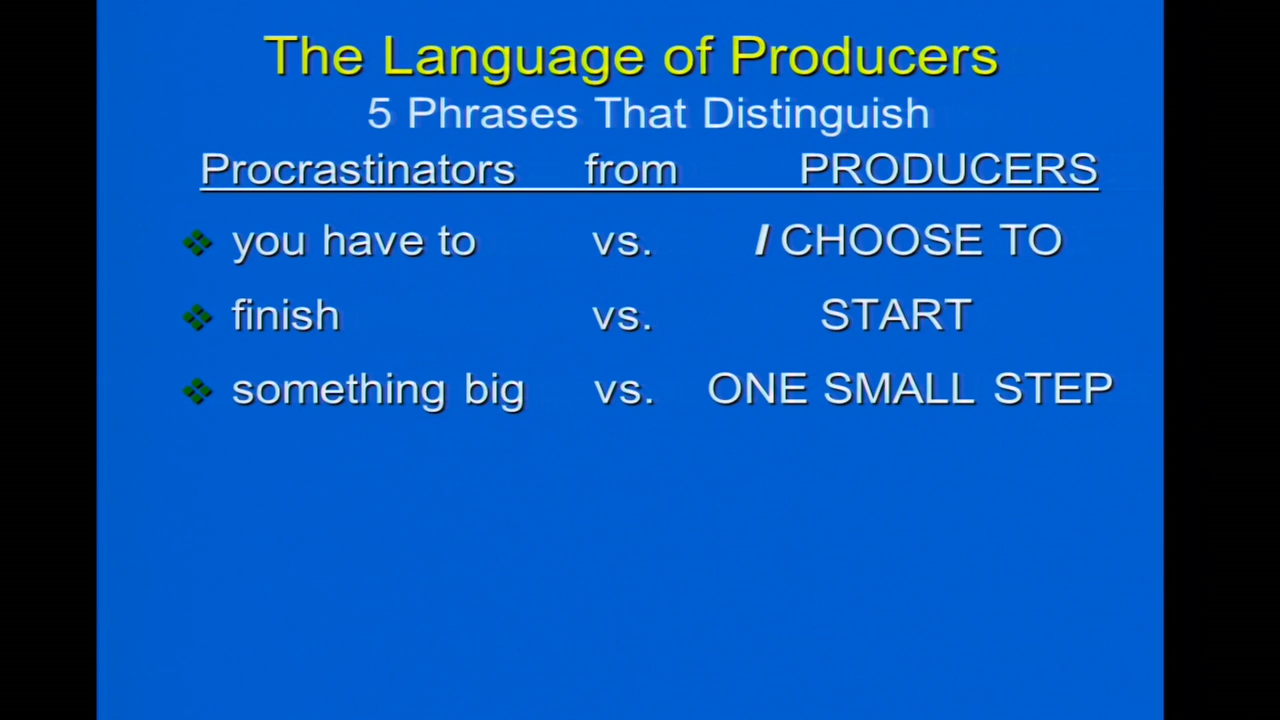 The Language of Producers
5 Phrases That Distinguish
Procrastinators from PRODUCERS
you have to vs. I CHOOSE TO
finish vs. START
something big vs. ONE SMALL STEP